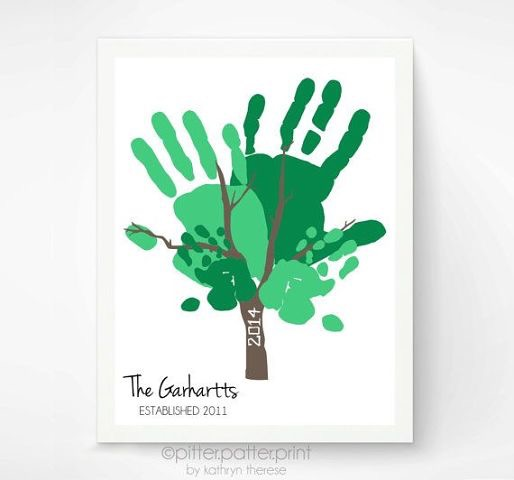 2014
The Garhartts
ESTABLISHED 2011
©pitter.patter.print
by kathryn therese